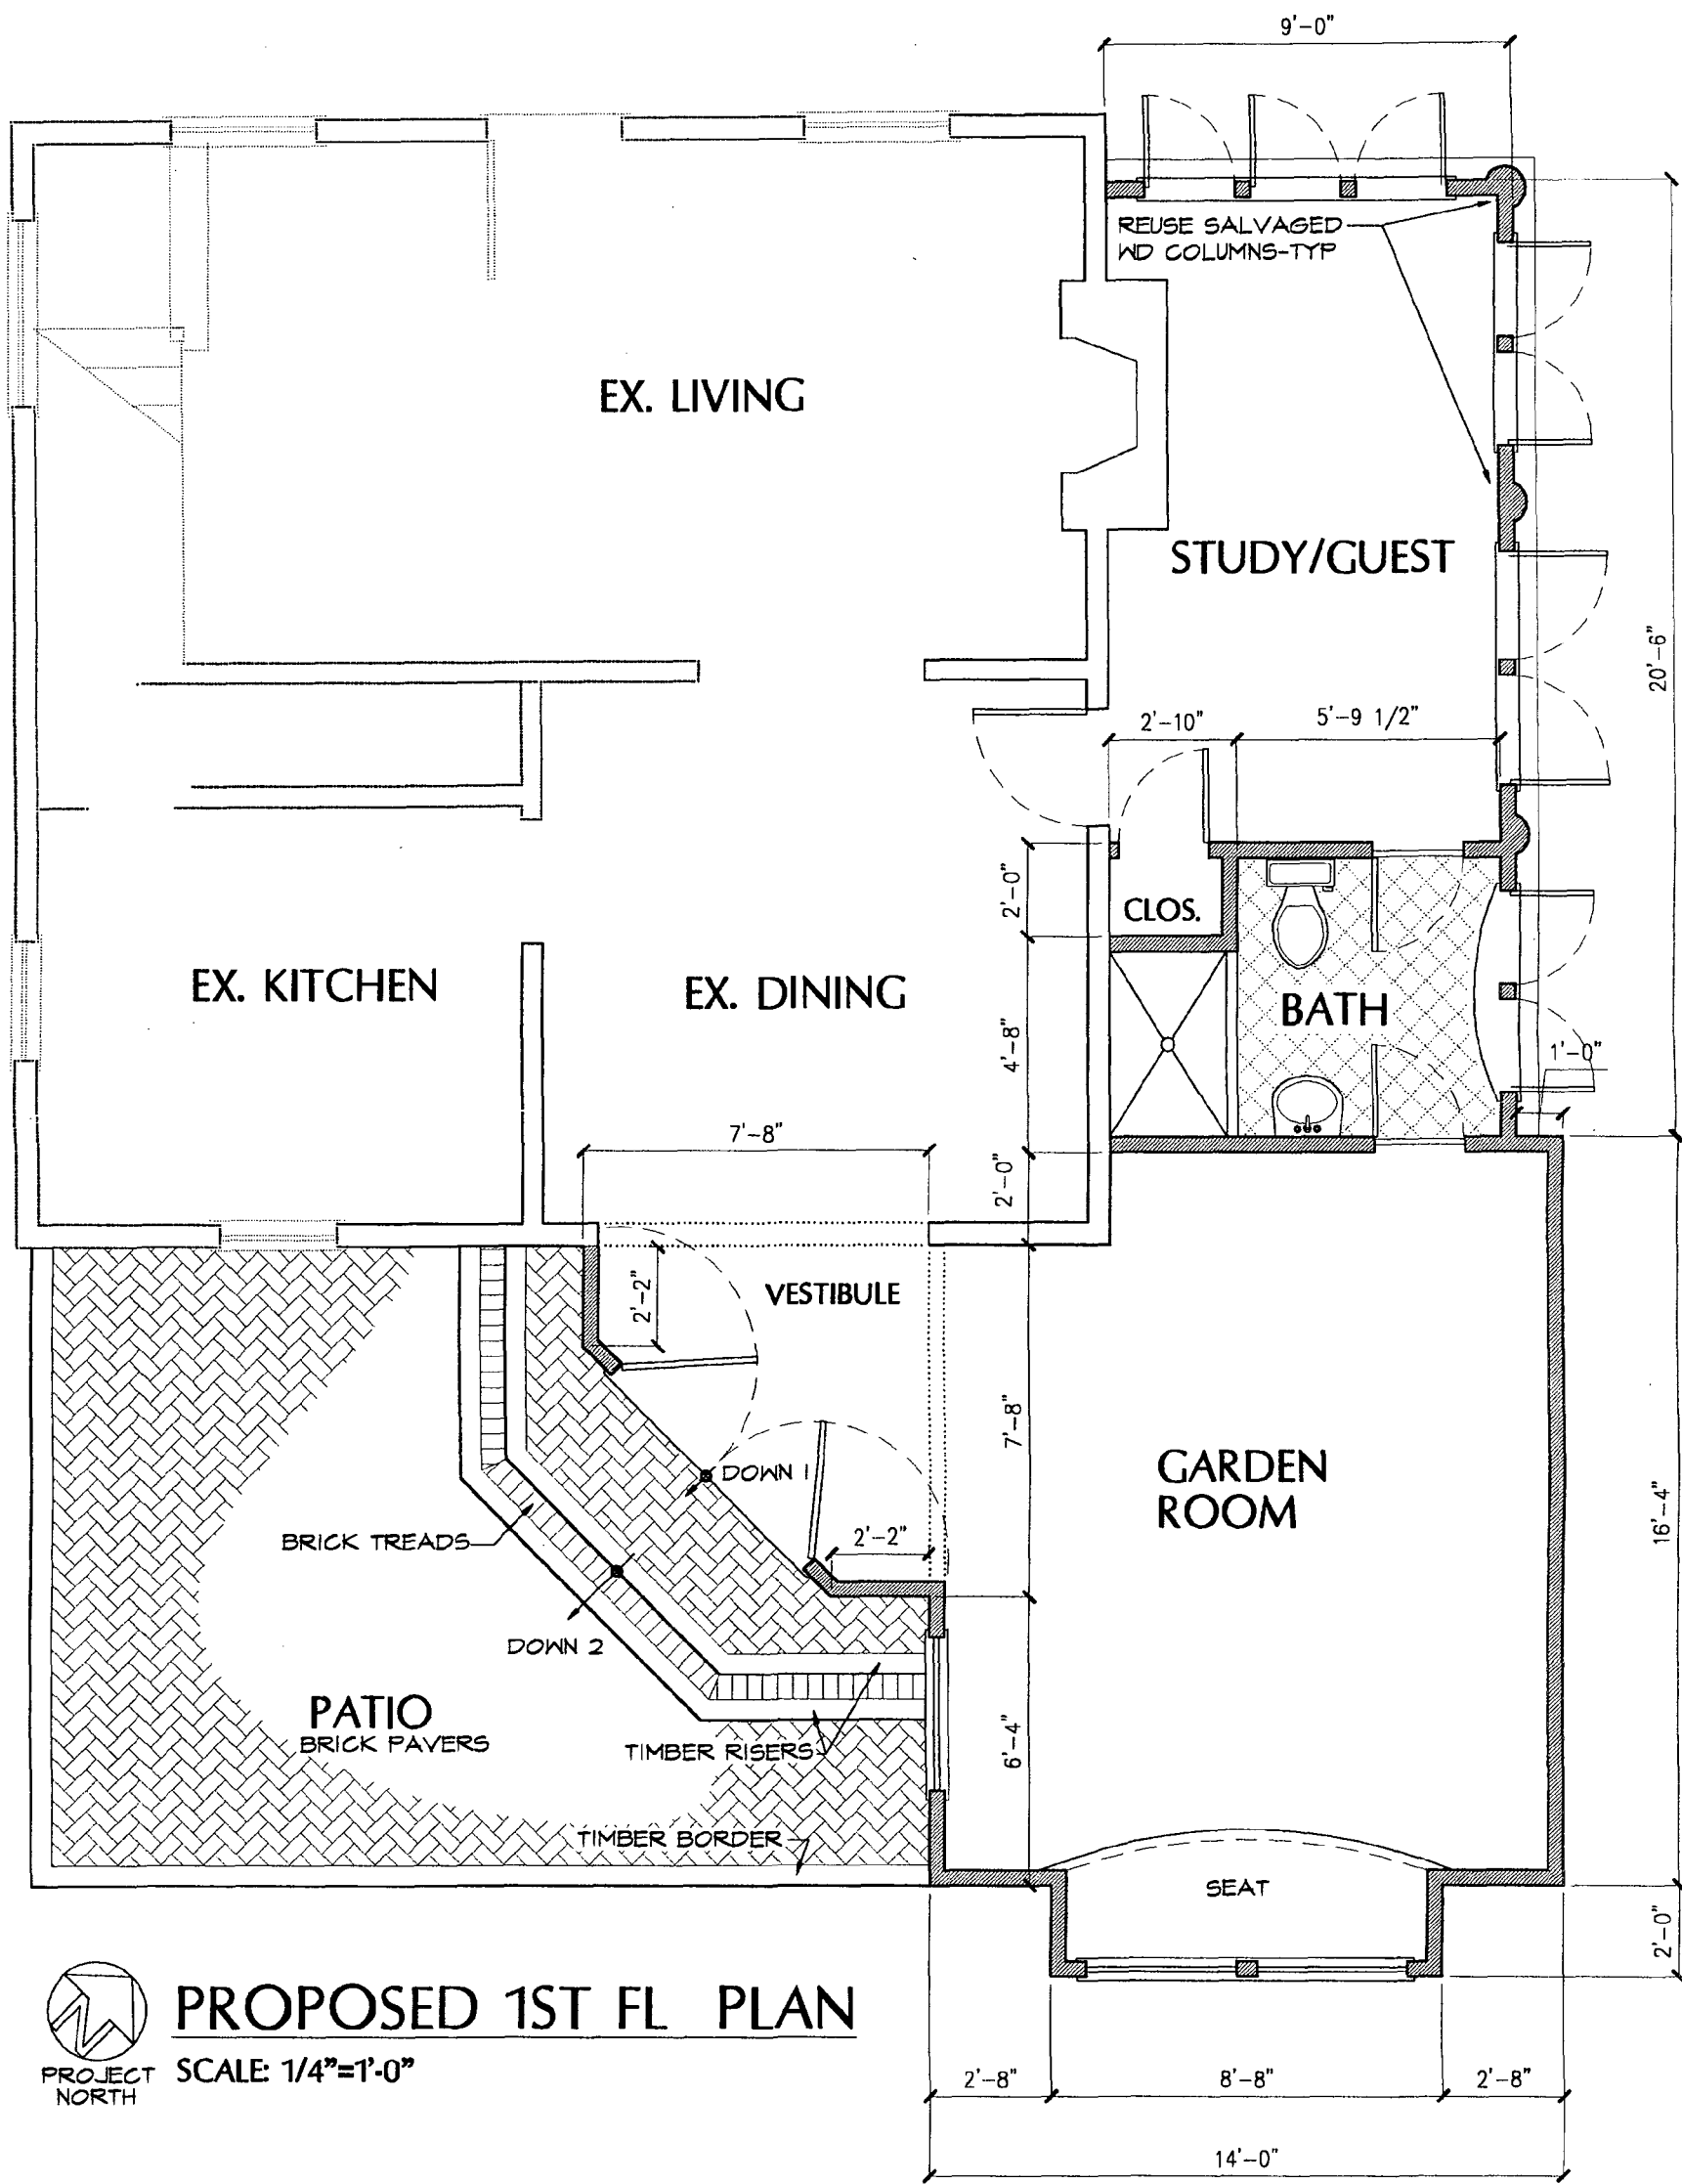 9'-0"
REUSE SALVAGED
WD COLUMNS-TYP
EX. LIVING
STUDY/GUEST
20'-6"
2'-10"
5'-9 1/2"
2'-0"
CLOS.
EX. KITCHEN
EX. DINING
BATH
4'-8"
1'-0"
7'-8"
2'-0"
2'-2"
VESTIBULE
7'-8"
DOWN 1
GARDEN
ROOM
16'-4"
BRICK TREADS
2'-2"
DOWN 2
PATIO
BRICK PAVERS
TIMBER RISERS
6'-4"
TIMBER BORDER
SEAT
2'-0"
PROPOSED 1ST FL PLAN
PROJECT
NORTH
SCALE: 1/4"=1'-0"
2'-8"
8'-8"
2'-8"
14'-0"